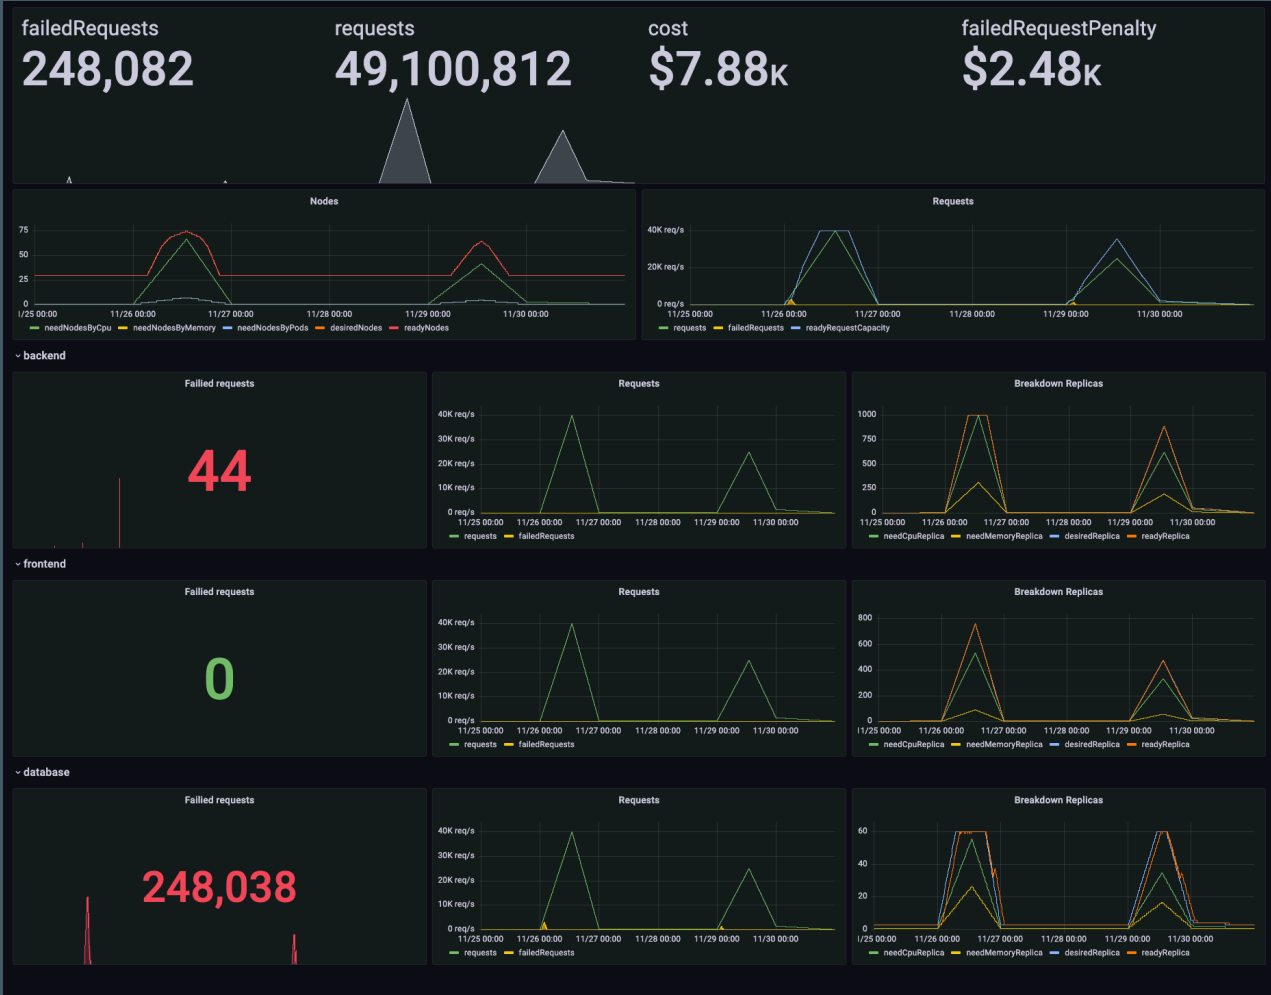 failedRequests requests cost failedRequestPenalty
248,082 49,100,812 $7.88K $2.48K
Nodes
75
50
25
0
1/25 00:00 11/26 00:00 11/27 00:00 11/28 00:00 11/29 00:00 11/30 00:00
needNodesByCpu needNodesByMemory needNodesByPods desiredNodes readyNodes
Requests
40K req/s
20K req/s
0 req/s
11/25 00:00 11/26 00:00 11/27 00:00 11/28 00:00 11/29 00:00 11/30 00:00
requests failedRequests readyRequestCapacity
backend
Failied requests
44
Requests
40K req/s
30K req/s
20K req/s
10K req/s
0 req/s
11/25 00:00 11/26 00:00 11/27 00:00 11/28 00:00 11/29 00:00 11/30 00:00
requests failedRequests
Breakdown Replicas
1000
750
500
250
0
11/25 00:00 11/26 00:00 11/27 00:00 11/28 00:00 11/29 00:00 11/30 00:00
needCpuReplica needMemoryReplica desiredReplica readyReplica
frontend
Failied requests
0
Requests
40K req/s
30K req/s
20K req/s
10K req/s
0 req/s
11/25 00:00 11/26 00:00 11/27 00:00 11/28 00:00 11/29 00:00 11/30 00:00
requests failedRequests
Breakdown Replicas
800
600
400
200
0
11/25 00:00 11/26 00:00 11/27 00:00 11/28 00:00 11/29 00:00 11/30 00:00
needCpuReplica needMemoryReplica desiredReplica readyReplica
database
Failied requests
248,038
Requests
40K req/s
30K req/s
20K req/s
10K req/s
0 req/s
11/25 00:00 11/26 00:00 11/27 00:00 11/28 00:00 11/29 00:00 11/30 00:00
requests failedRequests
Breakdown Replicas
60
40
20
0
1/25 00:00 11/26 00:00 11/27 00:00 11/28 00:00 11/29 00:00 11/30 00:00
needCpuReplica needMemoryReplica desiredReplica readyReplica